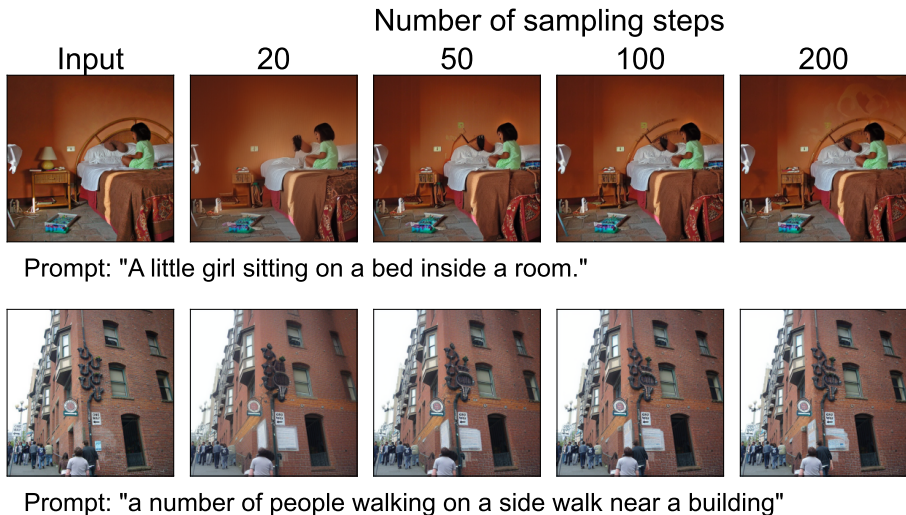 Number of sampling steps
Input 20 50 100 200
Prompt: "A little girl sitting on a bed inside a room."
Prompt: "a number of people walking on a side walk near a building"